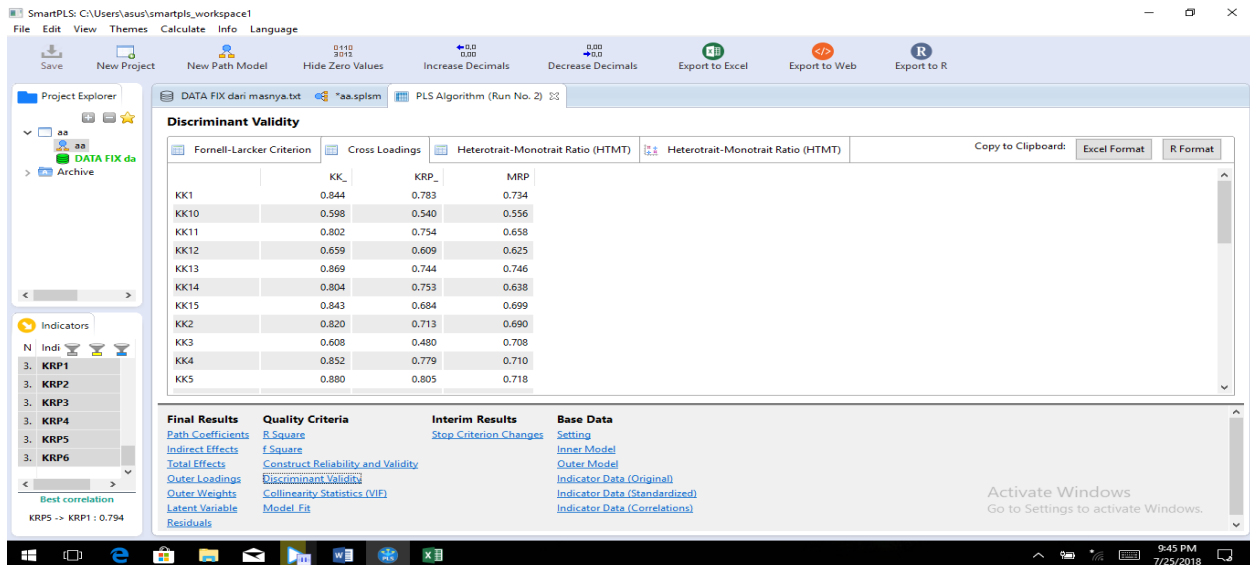 SmartPLS: C:\Users\asus\smartpls_workspace1
File Edit View Themes Calculate Info Language
Save New Project New Path Model Hide Zero Values Increase Decimals Decrease Decimals Export to Excel Export to Web Export to R
Project Explorer
aa
aa
DATA FIX da
Archive
DATA FIX dari masnya.txt *aa.splsm PLS Algorithm (Run No. 2)
Discriminant Validity
Fornell-Larcker Criterion Cross Loadings Heterotrait-Monotrait Ratio (HTMT) Heterotrait-Monotrait Ratio (HTMT) Copy to Clipboard: Excel Format R Format
KK_ KRP_ MRP
KK1 0.844 0.783 0.734
KK10 0.598 0.540 0.556
KK11 0.802 0.754 0.658
KK12 0.659 0.609 0.625
KK13 0.869 0.744 0.746
KK14 0.804 0.753 0.638
KK15 0.843 0.684 0.699
KK2 0.820 0.713 0.690
KK3 0.608 0.480 0.708
KK4 0.852 0.779 0.710
KK5 0.880 0.805 0.718
Indicators
N Indi
3. KRP1
3. KRP2
3. KRP3
3. KRP4
3. KRP5
3. KRP6
Best correlation
KRP5 -> KRP1 : 0.794
Final Results Quality Criteria Interim Results Base Data
Path Coefficients R Square Stop Criterion Changes Setting
Indirect Effects f Square Inner Model
Total Effects Construct Reliability and Validity Outer Model
Outer Loadings Discriminant Validity Indicator Data (Original)
Outer Weights Collinearity Statistics (VIF) Indicator Data (Standardized)
Latent Variable Model_Fit Indicator Data (Correlations)
Residuals
Activate Windows
Go to Settings to activate Windows.
9:45 PM
7/25/2018